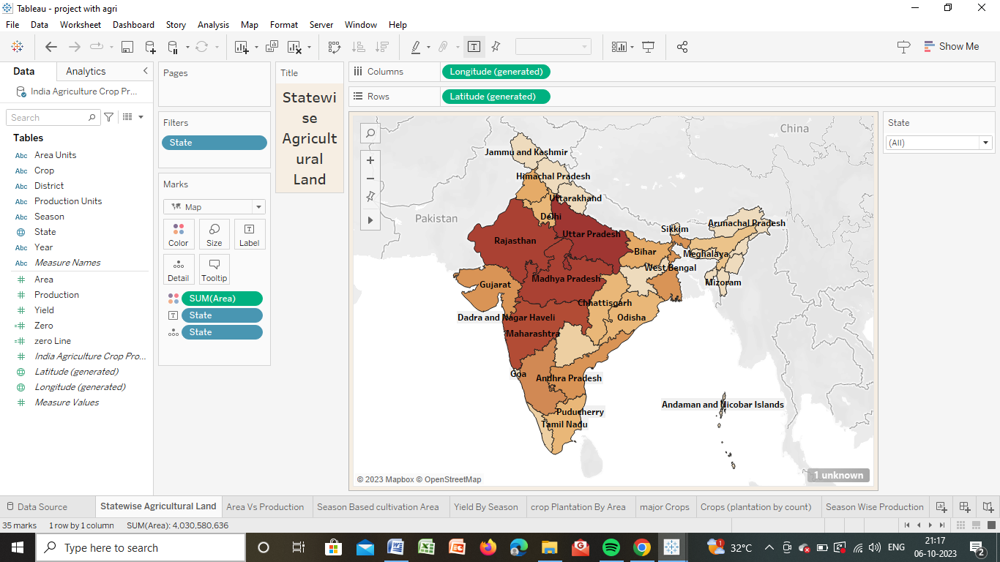 Tableau - project with agri
File Data Worksheet Dashboard Story Analysis Map Format Server Window Help
Show Me
Data Analytics
India Agriculture Crop Pr...
Search
Tables
Abc Area Units
Abc Crop
Abc District
Abc Production Units
Abc Season
State
Abc Year
Abc Measure Names
Area
Production
Yield
Zero
zero Line
India Agriculture Crop Pro...
Latitude (generated)
Longitude (generated)
Measure Values
Pages
Filters
State
Marks
Map
Color Size Label
Detail Tooltip
SUM(Area)
State
State
Title
Statewi
se
Agricult
ural
Land
Columns Longitude (generated)
Rows Latitude (generated)
China
Jammu and Kashmir
Himachal Pradesh
Uttarakhand
Pakistan
Delhi
Arunachal Pradesh
Sikkim
Uttar Pradesh
Rajasthan
Bihar
Meghalaya
West Bengal
Madhya Pradesh
Mizoram
Gujarat
Chhattisgarh
Dadra and Nagar Haveli
Odisha
Maharashtra
Goa
Andhra Pradesh
Andaman and Nicobar Islands
Puducherry
Tamil Nadu
© 2023 Mapbox © OpenStreetMap
1 unknown
State
(All)
Data Source Statewise Agricultural Land Area Vs Production Season Based cultivation Area Yield By Season crop Plantation By Area major Crops Crops (plantation by count) Season Wise Production
35 marks 1 row by 1 column SUM(Area): 4,030,580,636
Type here to search
1
32°C
ENG
21:17
06-10-2023
2